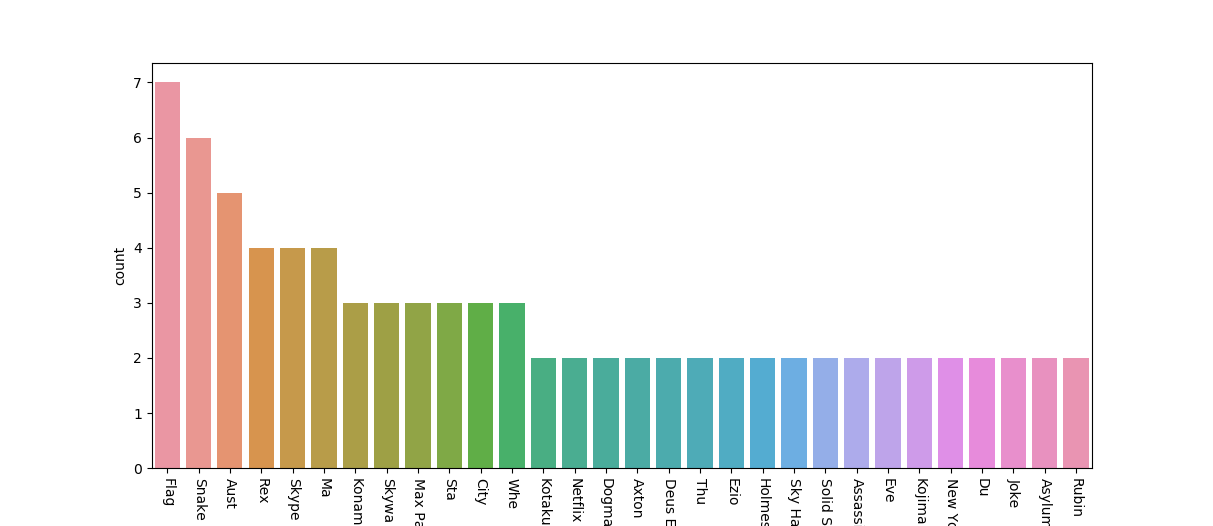 7
6
5
4
3
2
1
0
count
Flag
Snake
Aust
Rex
Skype
Ma
Konam
Skywa
Max Pa
Sta
City
Whe
Kotaku
Netflix
Dogma
Axton
Deus E
Thu
Ezio
Holmes
Sky Ha
Solid S
Assass
Eve
Kojima
New Yo
Du
Joke
Asylum
Rubin